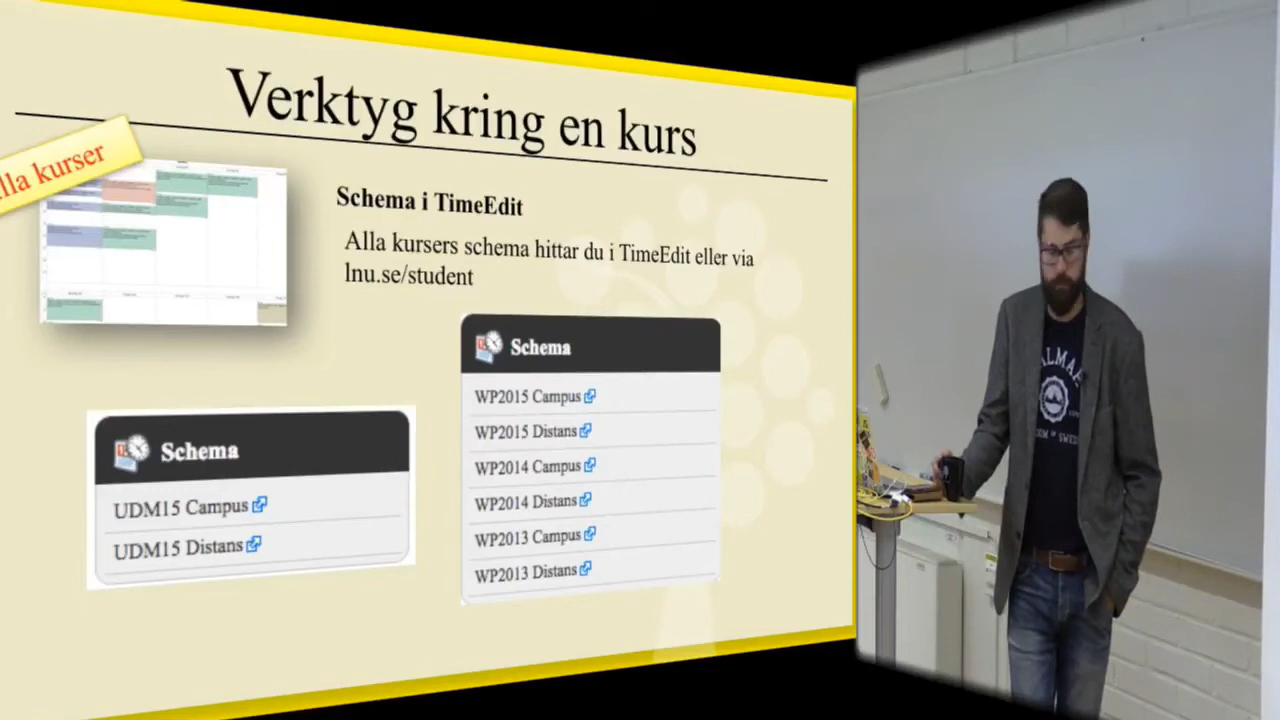 Verktyg kring en kurs
lla kurser
Schema i TimeEdit
Alla kursers schema hittar du i TimeEdit eller via
lnu.se/student
Schema
UDM15 Campus
UDM15 Distans
Schema
WP2015 Campus
WP2015 Distans
WP2014 Campus
WP2014 Distans
WP2013 Campus
WP2013 Distans
ALMA